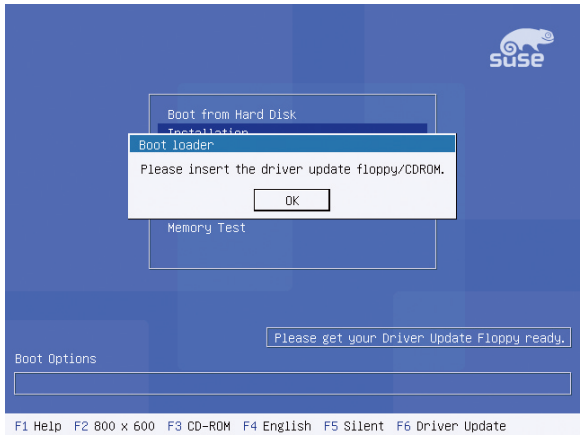 SUSE
Boot from Hard Disk
Installation
Boot loader
Please insert the driver update floppy/CDROM.
OK
Memory Test
Please get your Driver Update Floppy ready.
Boot Options
F1 Help F2 800 x 600 F3 CD-ROM F4 English F5 Silent F6 Driver Update